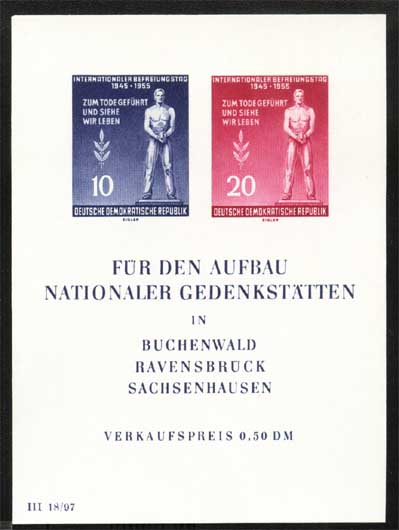 INTERNATIONALER BEFREIUNGSTAG
1945 · 1955
ZUM TODE GEFÜHRT
UND SIEHE
WIR LEBEN
10
DEUTSCHE DEMOKRATISCHE REPUBLIK
SIGLER
INTERNATIONALER BEFREIUNGSTAG
1945 · 1955
ZUM TODE GEFÜHRT
UND SIEHE
WIR LEBEN
20
DEUTSCHE DEMOKRATISCHE REPUBLIK
SIGLER
FÜR DEN AUFBAU
NATIONALER GEDENKSTÄTTEN
IN
BUCHENWALD
RAVENSBRÜCK
SACHSENHAUSEN
VERKAUFSPREIS 0,50 DM
III 18/97